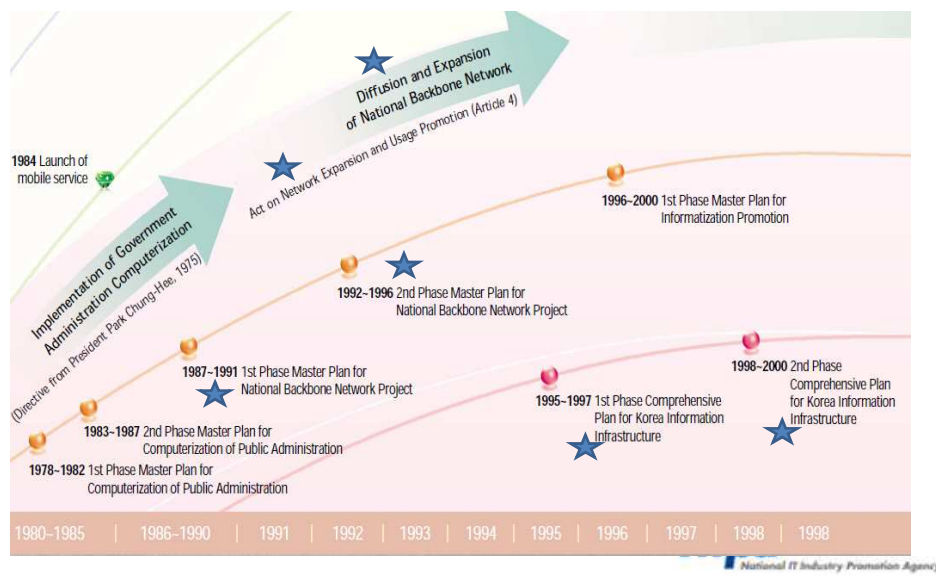 Diffusion and Expansion
of National Backbone Network
Act on Network Expansion and Usage Promotion (Article 4)
1984 Launch of
mobile service
Implementation of Government
Administration Computerization
(Directive from President Park Chung-Hee, 1975)
1996~2000 1st Phase Master Plan for
Informatization Promotion
1992~1996 2nd Phase Master Plan for
National Backbone Network Project
1987~1991 1st Phase Master Plan for
National Backbone Network Project
1983~1987 2nd Phase Master Plan for
Computerization of Public Administration
1978~1982 1st Phase Master Plan for
Computerization of Public Administration
1995~1997 1st Phase Comprehensive
Plan for Korea Information
Infrastructure
1998~2000 2nd Phase
Comprehensive Plan
for Korea Information
Infrastructure
1980~1985 1986~1990 1991 1992 1993 1994 1995 1996 1997 1998 1998
National IT Industry Promotion Agency